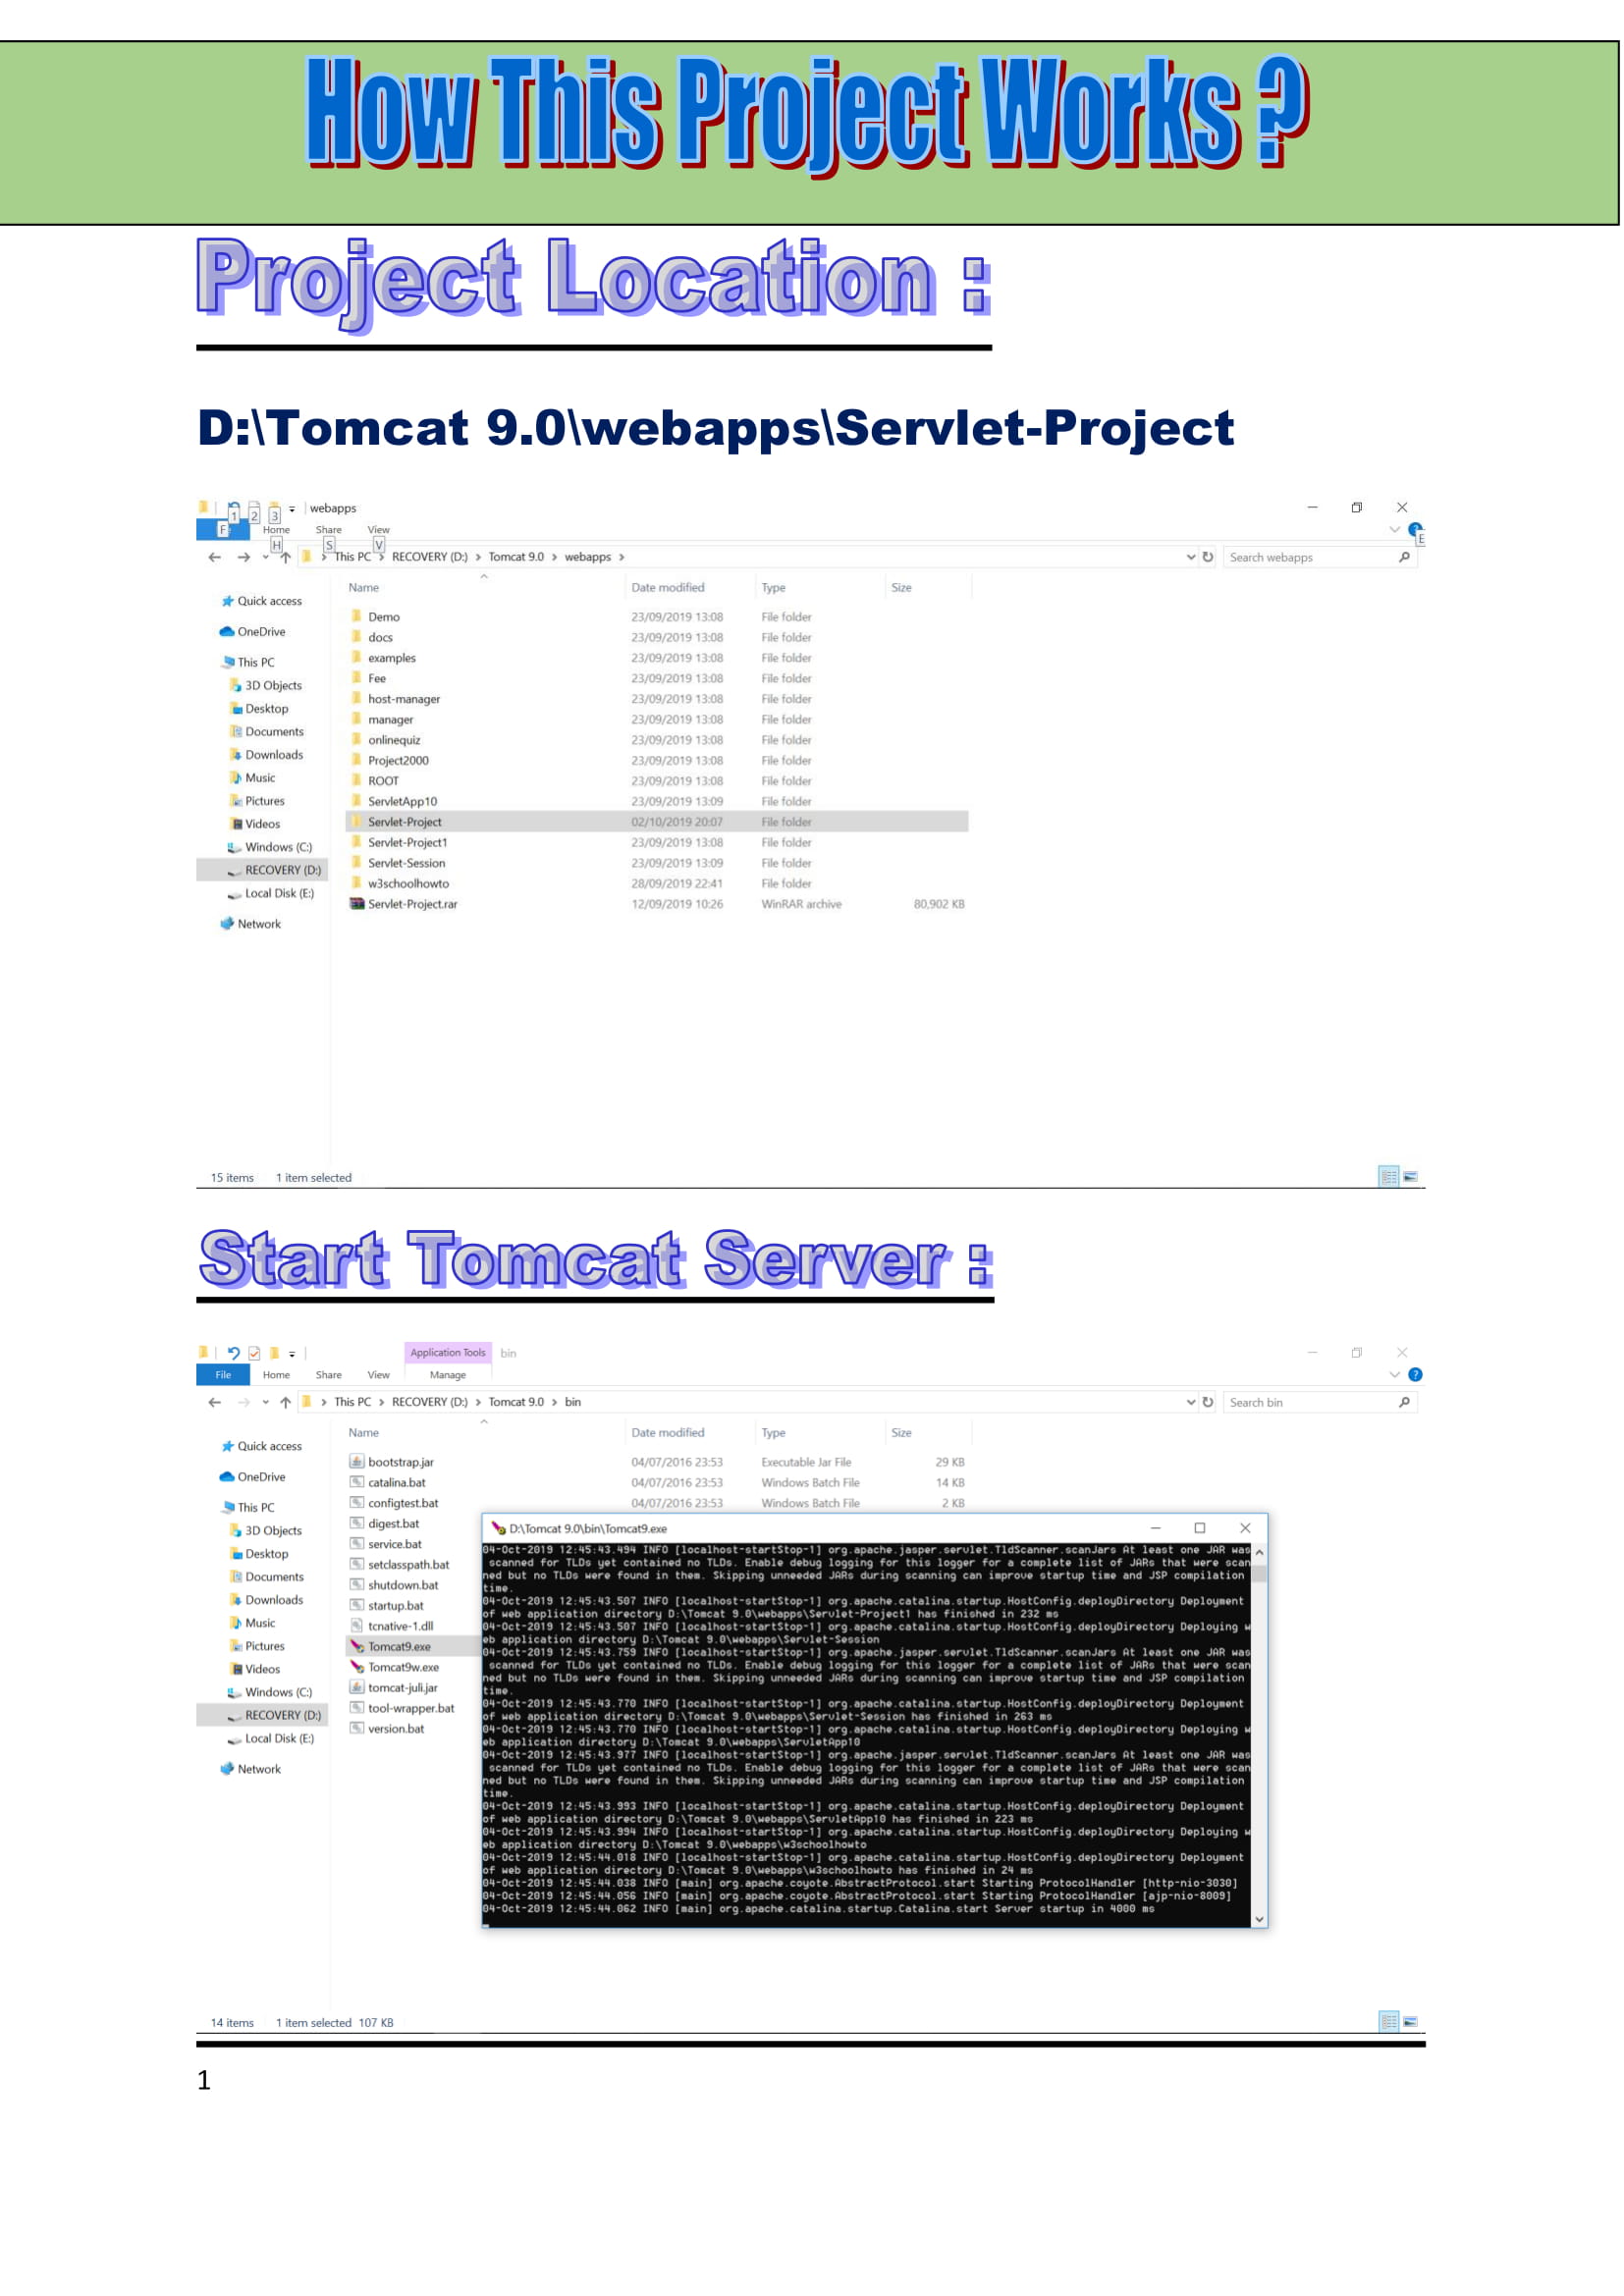 How This Project Works ?
Project Location :
D:\Tomcat 9.0\webapps\Servlet-Project
1 2 3 webapps
F Home Share View
H S V E
This PC > RECOVERY (D:) > Tomcat 9.0 > webapps > Search webapps
Name Date modified Type Size
Quick access
OneDrive
This PC
3D Objects
Desktop
Documents
Downloads
Music
Pictures
Videos
Windows (C:)
RECOVERY (D:)
Local Disk (E:)
Network
Demo 23/09/2019 13:08 File folder
docs 23/09/2019 13:08 File folder
examples 23/09/2019 13:08 File folder
Fee 23/09/2019 13:08 File folder
host-manager 23/09/2019 13:08 File folder
manager 23/09/2019 13:08 File folder
onlinequiz 23/09/2019 13:08 File folder
Project2000 23/09/2019 13:08 File folder
ROOT 23/09/2019 13:08 File folder
ServletApp10 23/09/2019 13:09 File folder
Servlet-Project 02/10/2019 20:07 File folder
Servlet-Project1 23/09/2019 13:08 File folder
Servlet-Session 23/09/2019 13:09 File folder
w3schoolhowto 28/09/2019 22:41 File folder
Servlet-Project.rar 12/09/2019 10:26 WinRAR archive 80,902 KB
15 items 1 item selected
Start Tomcat Server :
Application Tools bin
File Home Share View Manage
This PC > RECOVERY (D:) > Tomcat 9.0 > bin Search bin
Name Date modified Type Size
Quick access
OneDrive
This PC
3D Objects
Desktop
Documents
Downloads
Music
Pictures
Videos
Windows (C:)
RECOVERY (D:)
Local Disk (E:)
Network
bootstrap.jar 04/07/2016 23:53 Executable Jar File 29 KB
catalina.bat 04/07/2016 23:53 Windows Batch File 14 KB
configtest.bat 04/07/2016 23:53 Windows Batch File 2 KB
digest.bat
service.bat
setclasspath.bat
shutdown.bat
startup.bat
tcnative-1.dll
Tomcat9.exe
Tomcat9w.exe
tomcat-juli.jar
tool-wrapper.bat
version.bat
D:\Tomcat 9.0\bin\Tomcat9.exe
04-Oct-2019 12:45:43.494 INFO [localhost-startStop-1] org.apache.jasper.servlet.TldScanner.scanJars At least one JAR was
scanned for TLDs yet contained no TLDs. Enable debug logging for this logger for a complete list of JARs that were scan
ned but no TLDs were found in them. Skipping unneeded JARs during scanning can improve startup time and JSP compilation
time.
04-Oct-2019 12:45:43.507 INFO [localhost-startStop-1] org.apache.catalina.startup.HostConfig.deployDirectory Deployment
of web application directory D:\Tomcat 9.0\webapps\Servlet-Project1 has finished in 232 ms
04-Oct-2019 12:45:43.507 INFO [localhost-startStop-1] org.apache.catalina.startup.HostConfig.deployDirectory Deploying w
eb application directory D:\Tomcat 9.0\webapps\Servlet-Session
04-Oct-2019 12:45:43.759 INFO [localhost-startStop-1] org.apache.jasper.servlet.TldScanner.scanJars At least one JAR was
scanned for TLDs yet contained no TLDs. Enable debug logging for this logger for a complete list of JARs that were scan
ned but no TLDs were found in them. Skipping unneeded JARs during scanning can improve startup time and JSP compilation
time.
04-Oct-2019 12:45:43.770 INFO [localhost-startStop-1] org.apache.catalina.startup.HostConfig.deployDirectory Deployment
of web application directory D:\Tomcat 9.0\webapps\Servlet-Session has finished in 263 ms
04-Oct-2019 12:45:43.770 INFO [localhost-startStop-1] org.apache.catalina.startup.HostConfig.deployDirectory Deploying w
eb application directory D:\Tomcat 9.0\webapps\ServletApp10
04-Oct-2019 12:45:43.977 INFO [localhost-startStop-1] org.apache.jasper.servlet.TldScanner.scanJars At least one JAR was
scanned for TLDs yet contained no TLDs. Enable debug logging for this logger for a complete list of JARs that were scan
ned but no TLDs were found in them. Skipping unneeded JARs during scanning can improve startup time and JSP compilation
time.
04-Oct-2019 12:45:43.993 INFO [localhost-startStop-1] org.apache.catalina.startup.HostConfig.deployDirectory Deployment
of web application directory D:\Tomcat 9.0\webapps\ServletApp10 has finished in 223 ms
04-Oct-2019 12:45:43.994 INFO [localhost-startStop-1] org.apache.catalina.startup.HostConfig.deployDirectory Deploying w
eb application directory D:\Tomcat 9.0\webapps\w3schoolhowto
04-Oct-2019 12:45:44.018 INFO [localhost-startStop-1] org.apache.catalina.startup.HostConfig.deployDirectory Deployment
of web application directory D:\Tomcat 9.0\webapps\w3schoolhowto has finished in 24 ms
04-Oct-2019 12:45:44.038 INFO [main] org.apache.coyote.AbstractProtocol.start Starting ProtocolHandler [http-nio-3030]
04-Oct-2019 12:45:44.056 INFO [main] org.apache.coyote.AbstractProtocol.start Starting ProtocolHandler [ajp-nio-8009]
04-Oct-2019 12:45:44.062 INFO [main] org.apache.catalina.startup.Catalina.start Server startup in 4000 ms
14 items 1 item selected 107 KB
1